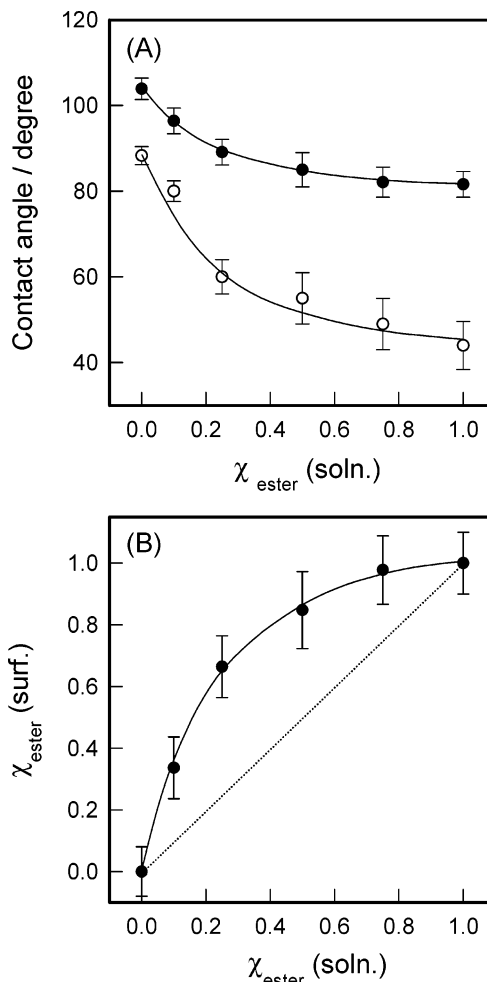 (A)
120
100
80
60
40
Contact angle / degree
0.0 0.2 0.4 0.6 0.8 1.0
χ ester (soln.)
(B)
1.0
0.8
0.6
0.4
0.2
0.0
χester (surf.)
0.0 0.2 0.4 0.6 0.8 1.0
χester (soln.)